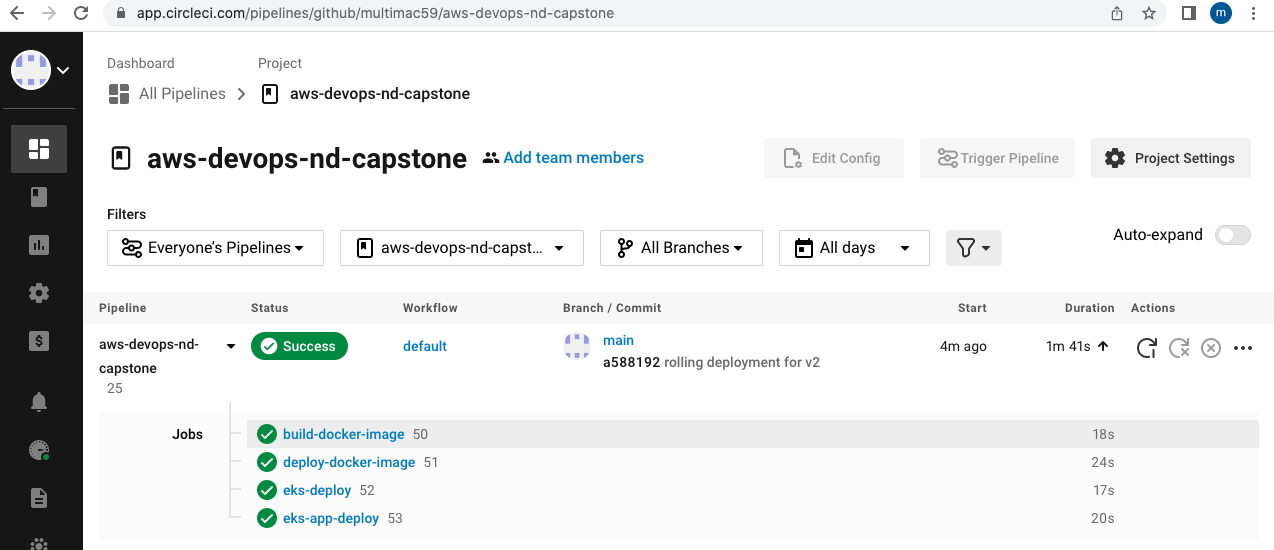 app.circleci.com/pipelines/github/multimac59/aws-devops-nd-capstone
m
Dashboard Project
All Pipelines aws-devops-nd-capstone
aws-devops-nd-capstone Add team members Edit Config Trigger Pipeline Project Settings
Filters
Everyone’s Pipelines aws-devops-nd-capst... All Branches All days Auto-expand
Pipeline Status Workflow Branch / Commit Start Duration Actions
aws-devops-nd-
capstone
25
Success default main 4m ago 1m 41s
a588192 rolling deployment for v2
Jobs build-docker-image 50 18s
deploy-docker-image 51 24s
eks-deploy 52 17s
eks-app-deploy 53 20s